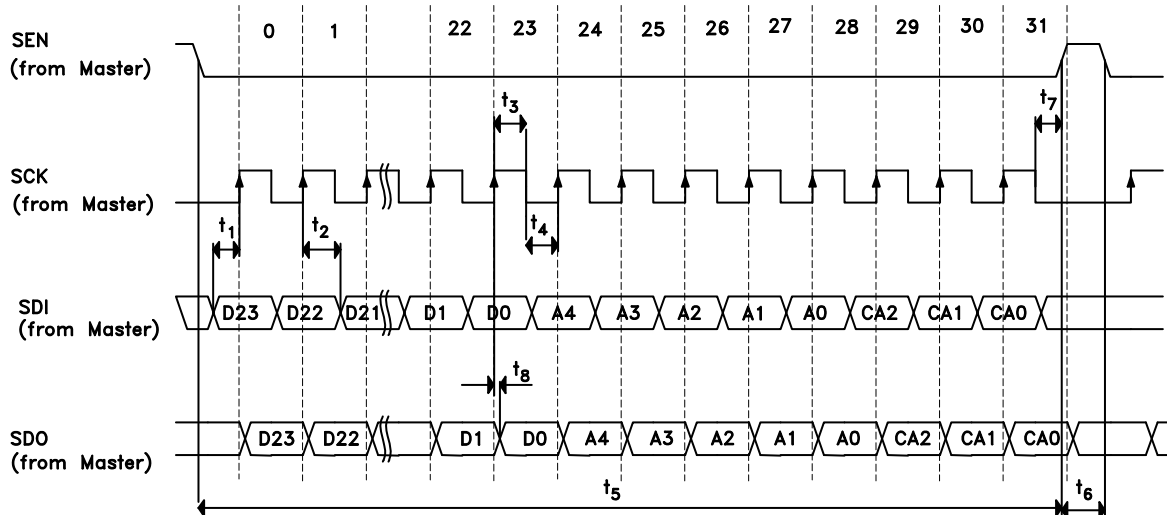 0 1 22 23 24 25 26 27 28 29 30 31
SEN
(from Master)
t3 t7
SCK
(from Master)
t1 t2 t4
SDI
(from Master)
D23 D22 D21 D1 D0 A4 A3 A2 A1 A0 CA2 CA1 CA0
t8
SDO
(from Master)
D23 D22 D1 D0 A4 A3 A2 A1 A0 CA2 CA1 CA0
t5 t6